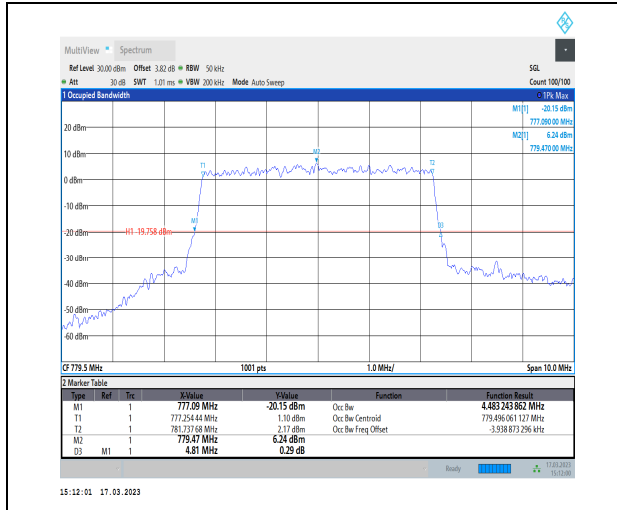 MultiView Spectrum
Ref Level 30.00 dBm Offset 3.82 dB RBW 50 kHz SGL
Att 30 dB SWT 1.01 ms VBW 200 kHz Mode Auto Sweep Count 100/100
1 Occupied Bandwidth 1Pk Max
M1[1] -20.15 dBm
777.090 00 MHz
M2[1] 6.24 dBm
779.470 00 MHz
20 dBm
10 dBm
M2
T1 T2
0 dBm
-10 dBm
M1
D3
-20 dBm H1 -19.758 dBm
-30 dBm
-40 dBm
-50 dBm
-60 dBm
CF 779.5 MHz 1001 pts 1.0 MHz/ Span 10.0 MHz
2 Marker Table
Type Ref Trc X-Value Y-Value Function Function Result
M1 1 777.09 MHz -20.15 dBm Occ Bw 4.483 243 862 MHz
T1 1 777.254 44 MHz 1.10 dBm Occ Bw Centroid 779.496 061 127 MHz
T2 1 781.737 68 MHz 2.17 dBm Occ Bw Freq Offset -3.938 873 296 kHz
M2 1 779.47 MHz 6.24 dBm
D3 M1 1 4.81 MHz 0.29 dB
Ready 17.03.2023
15:12:00
15:12:01 17.03.2023